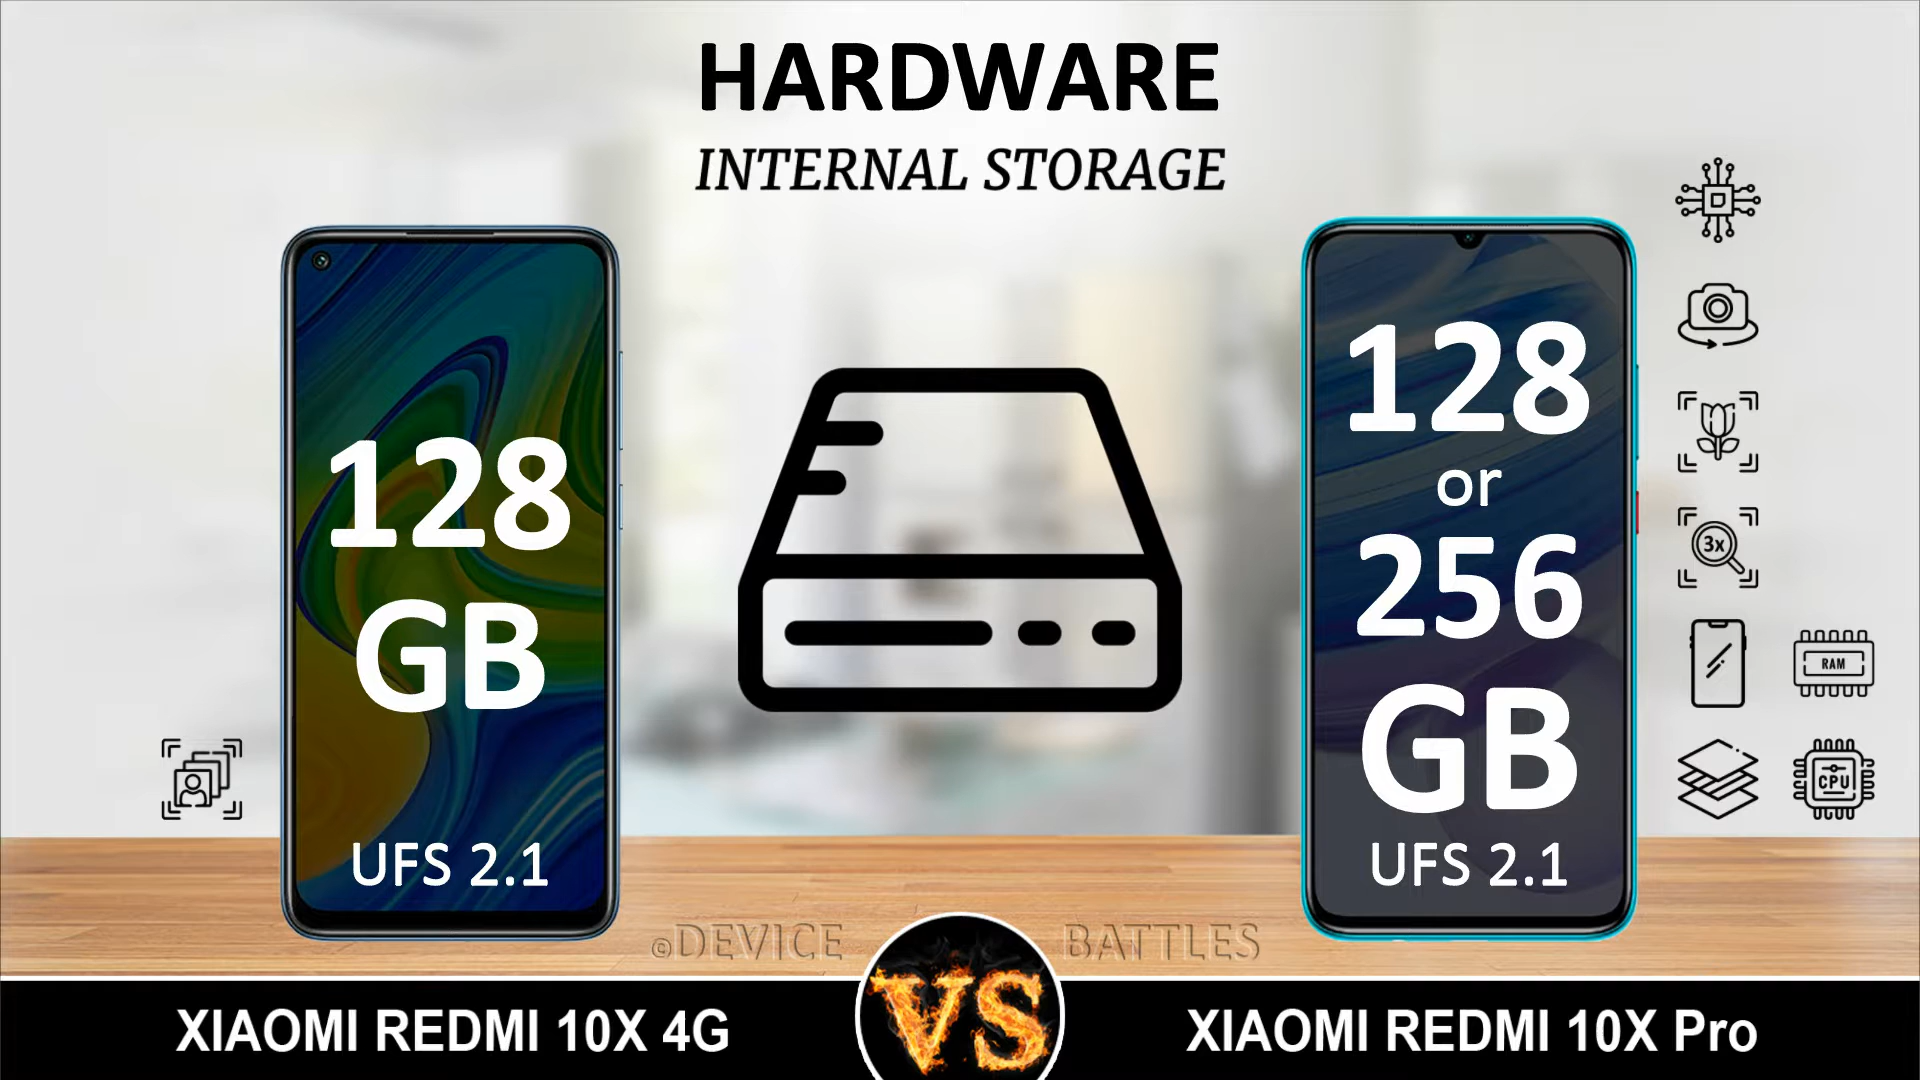 HARDWARE
INTERNAL STORAGE
128
GB
UFS 2.1
128
or
256
GB
UFS 2.1
3x
RAM
CPU
©DEVICE BATTLES
XIAOMI REDMI 10X 4G
VS
XIAOMI REDMI 10X Pro